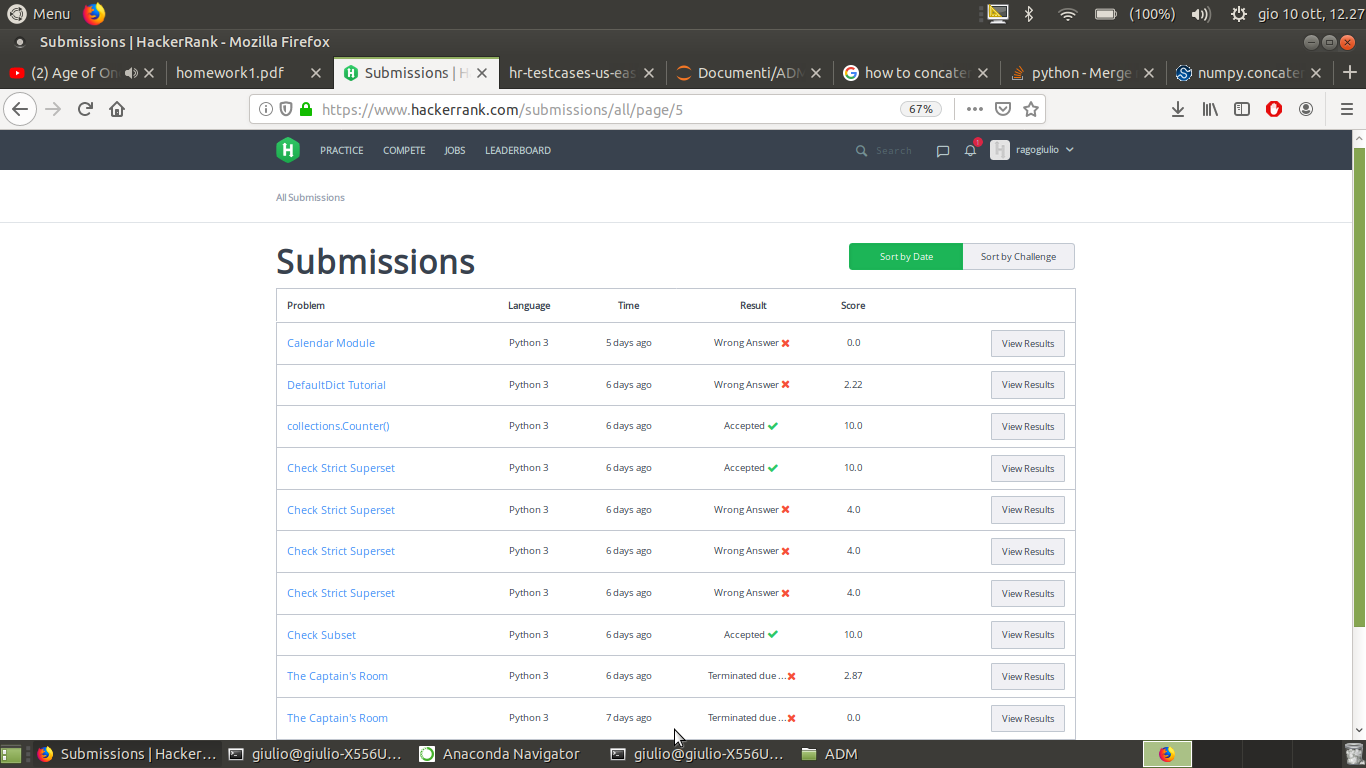 Menu (100%) gio 10 ott, 12.27
Submissions | HackerRank - Mozilla Firefox
(2) Age of On homework1.pdf Submissions | H hr-testcases-us-eas Documenti/ADM how to concate python - Merge numpy.concate
https://www.hackerrank.com/submissions/all/page/5 67%
H PRACTICE COMPETE JOBS LEADERBOARD Search 1 H ragogiulio
All Submissions
Submissions Sort by Date Sort by Challenge
Problem Language Time Result Score
Calendar Module Python 3 5 days ago Wrong Answer 0.0 View Results
DefaultDict Tutorial Python 3 6 days ago Wrong Answer 2.22 View Results
collections.Counter() Python 3 6 days ago Accepted 10.0 View Results
Check Strict Superset Python 3 6 days ago Accepted 10.0 View Results
Check Strict Superset Python 3 6 days ago Wrong Answer 4.0 View Results
Check Strict Superset Python 3 6 days ago Wrong Answer 4.0 View Results
Check Strict Superset Python 3 6 days ago Wrong Answer 4.0 View Results
Check Subset Python 3 6 days ago Accepted 10.0 View Results
The Captain's Room Python 3 6 days ago Terminated due ... 2.87 View Results
The Captain's Room Python 3 7 days ago Terminated due ... 0.0 View Results
Submissions | Hacker... giulio@giulio-X556U... Anaconda Navigator giulio@giulio-X556U... ADM